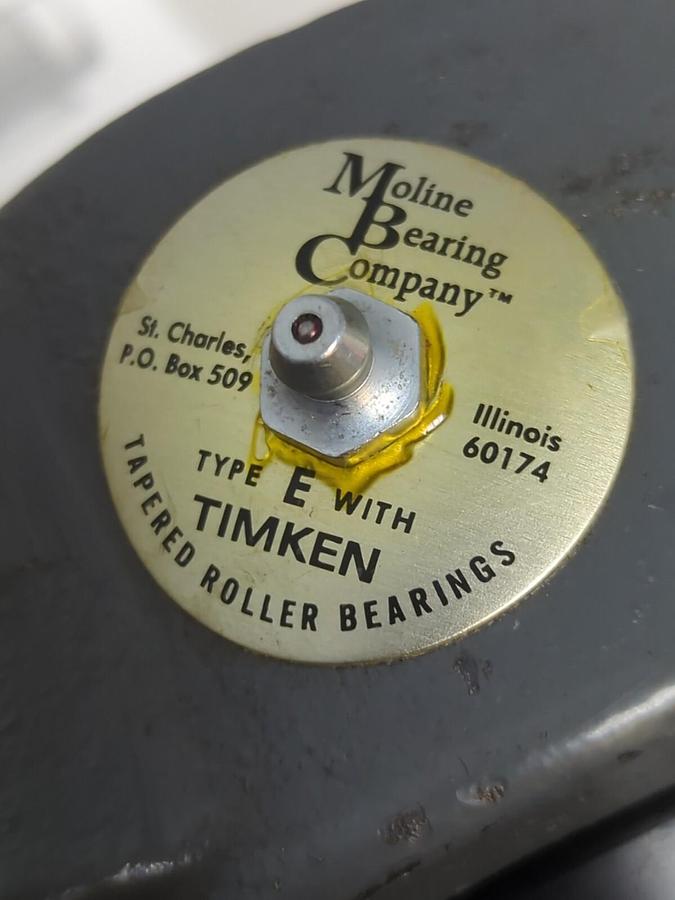 Moline
Bearing
Company™
St. Charles,
P.O. Box 509
Illinois
60174
TYPE E WITH
TIMKEN
TAPERED ROLLER BEARINGS